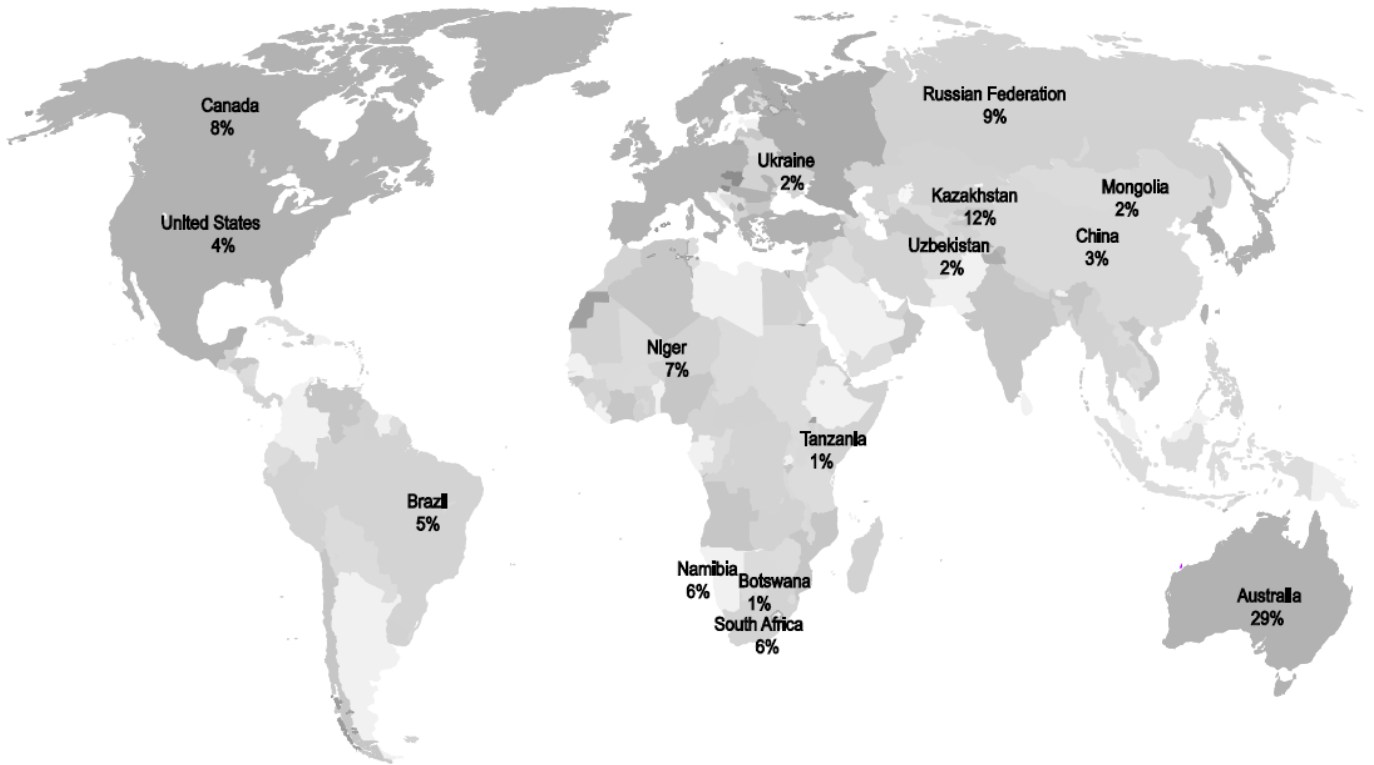 Canada
8%
United States
4%
Brazil
5%
Ukraine
2%
Russian Federation
9%
Kazakhstan
12%
Mongolia
2%
Uzbekistan
2%
China
3%
Niger
7%
Tanzania
1%
Namibia
6%
Botswana
1%
South Africa
6%
Australia
29%